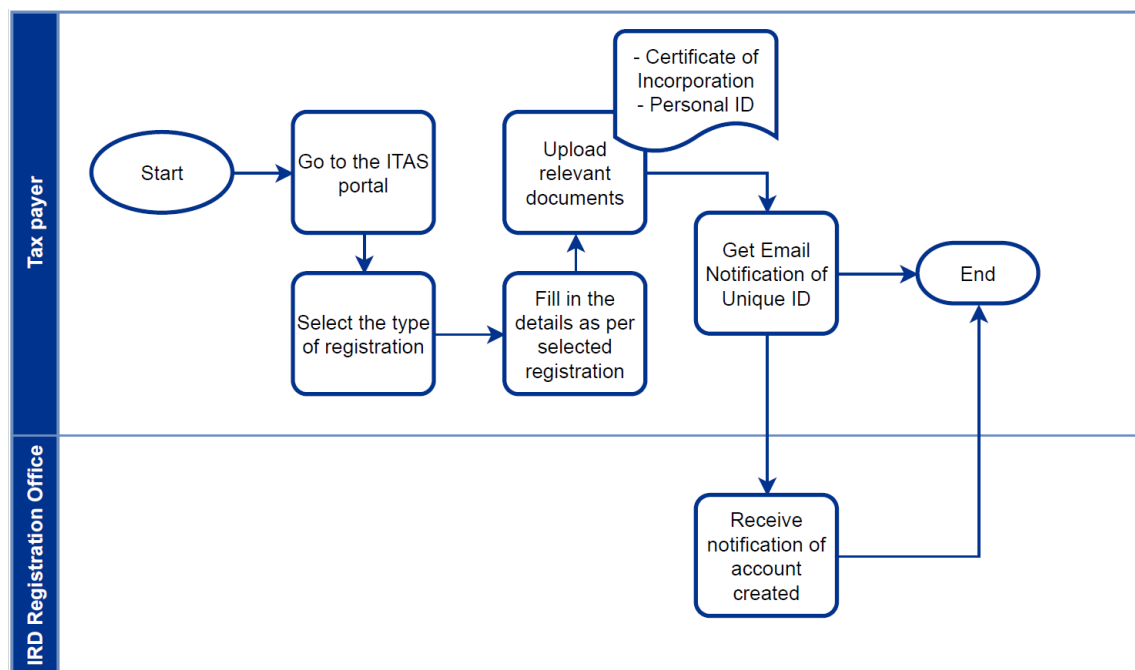 Tax payer
Start
Go to the ITAS
portal
Select the type
of registration
Fill in the
details as per
selected
registration
Upload
relevant
documents
- Certificate of
Incorporation
- Personal ID
Get Email
Notification of
Unique ID
End
IRD Registration Office
Receive
notification of
account
created